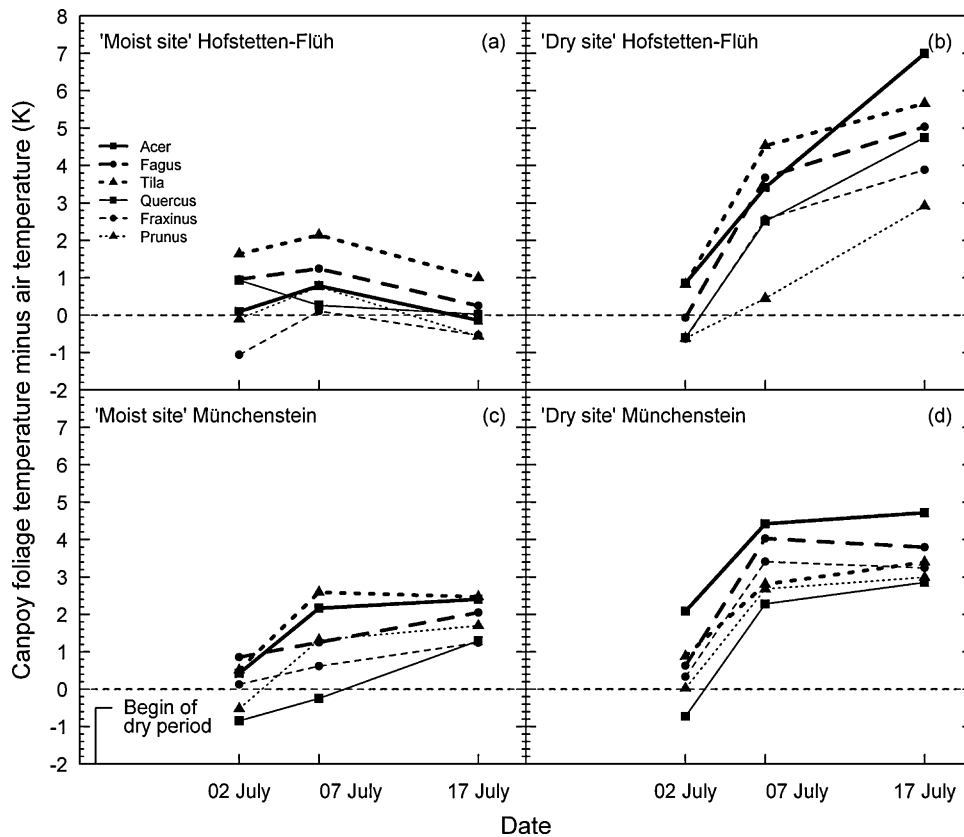 'Moist site' Hofstetten-Flüh (a)
'Dry site' Hofstetten-Flüh (b)
8
7
6
5
4
3
2
1
0
-1
-2
Acer
Fagus
Tila
Quercus
Fraxinus
Prunus
Canpoy foliage temperature minus air temperature (K)
'Moist site' Münchenstein (c)
'Dry site' Münchenstein (d)
7
6
5
4
3
2
1
0
-1
-2
Begin of
dry period
02 July 07 July 17 July 02 July 07 July 17 July
Date